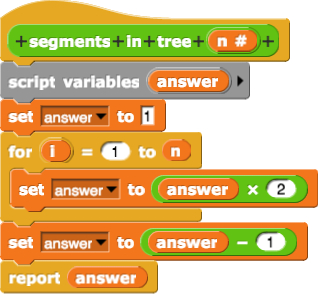 +segments+in+tree+ n # +
script variables answer
set answer to 1
for i = 1 to n
set answer to answer × 2
set answer to answer − 1
report answer